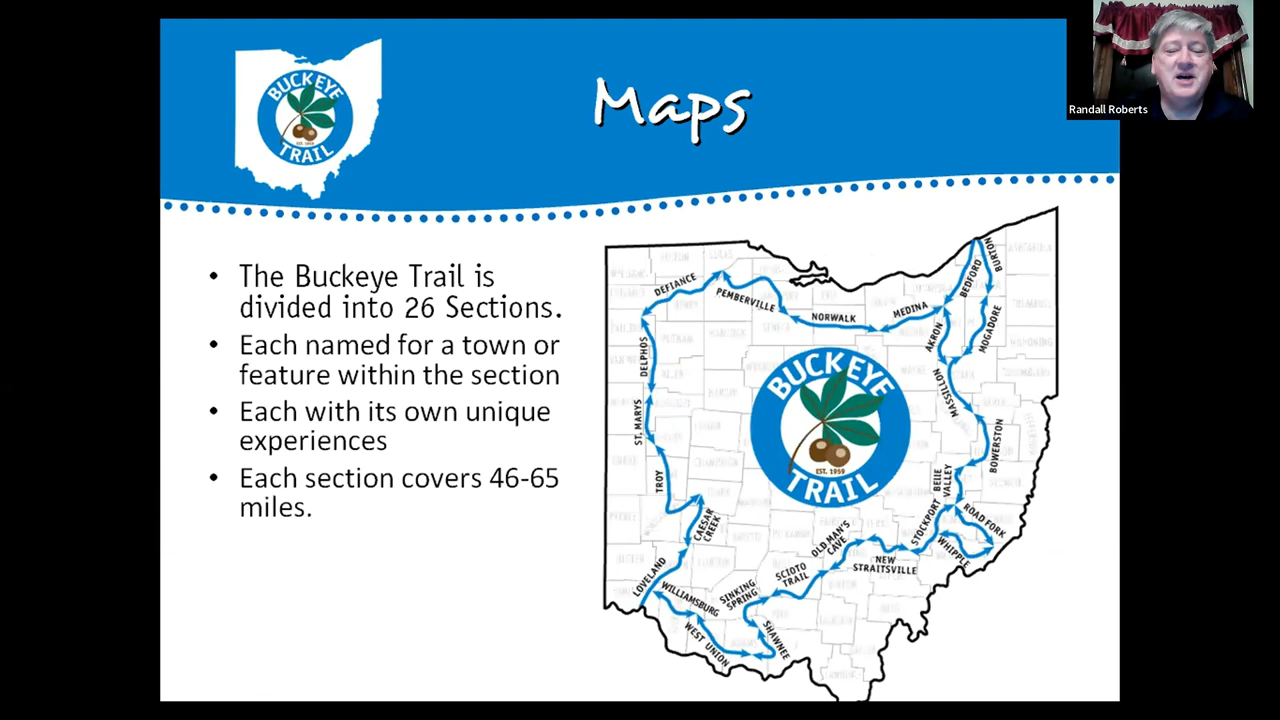 BUCKEYE
EST. 1959
TRAIL
Maps
Randall Roberts
• The Buckeye Trail is
divided into 26 Sections.
• Each named for a town or
feature within the section
• Each with its own unique
experiences
• Each section covers 46-65
miles.
BURTON
BEDFORD
DEFIANCE
PEMBERVILLE
NORWALK
MEDINA
AKRON
MOGADORE
DELPHOS
MASSILLON
ST. MARYS
BOWERSTON
TROY
BELLE
VALLEY
CAESAR
CREEK
STOCKPORT
ROAD FORK
WHIPPLE
OLD MAN'S
CAVE
NEW
STRAITSVILLE
SCIOTO
TRAIL
SINKING
SPRING
LOVELAND
WILLIAMSBURG
WEST UNION
SHAWNEE
BUCKEYE
EST. 1959
TRAIL